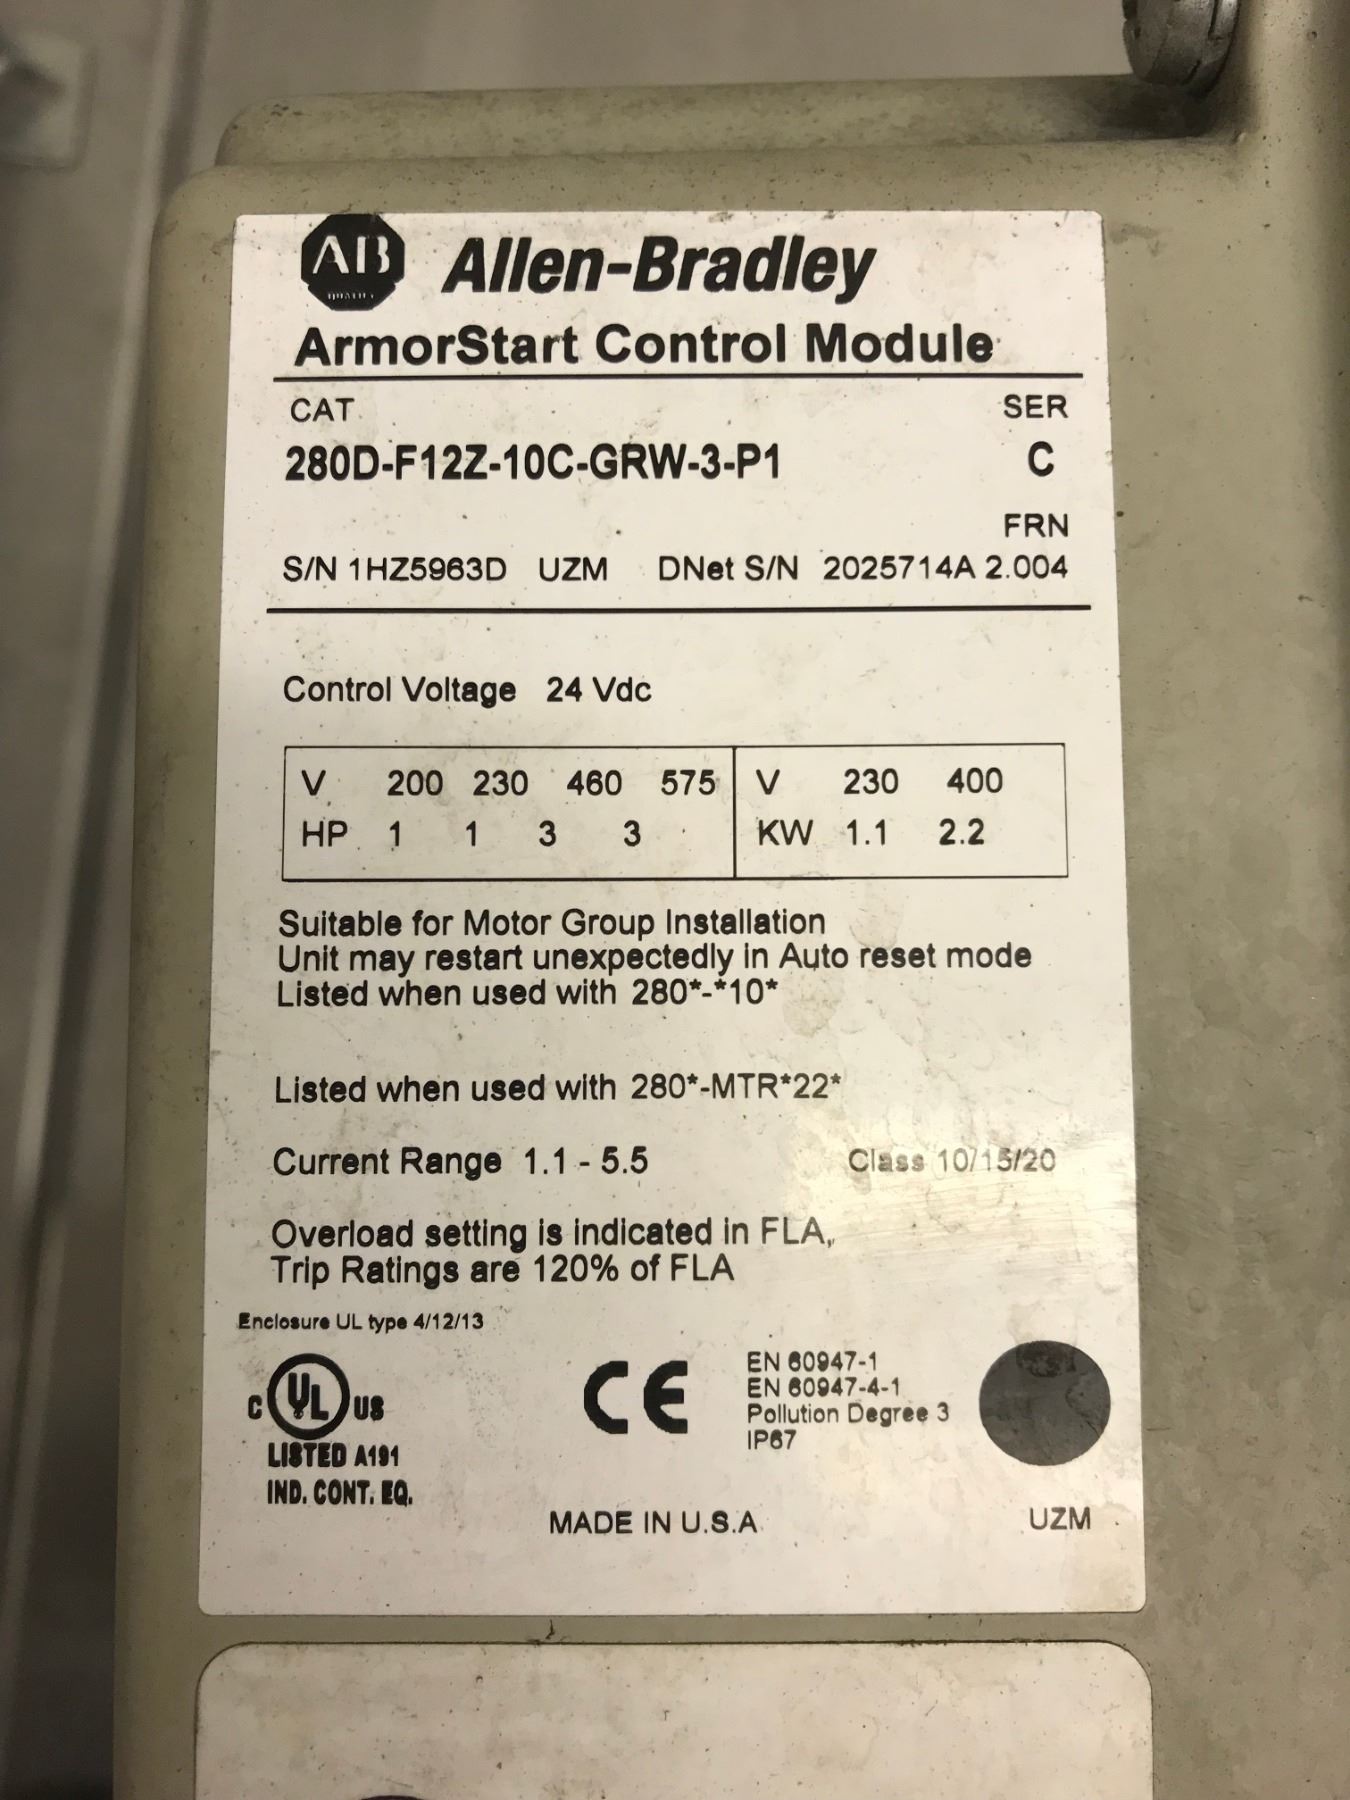 AB Allen-Bradley
QUALITY
ArmorStart Control Module
CAT SER
280D-F12Z-10C-GRW-3-P1 C
FRN
S/N 1HZ5963D UZM DNet S/N 2025714A 2.004
Control Voltage 24 Vdc
V 200 230 460 575 V 230 400
HP 1 1 3 3 KW 1.1 2.2
Suitable for Motor Group Installation
Unit may restart unexpectedly in Auto reset mode
Listed when used with 280*-*10*
Listed when used with 280*-MTR*22*
Current Range 1.1 - 5.5 Class 10/15/20
Overload setting is indicated in FLA,
Trip Ratings are 120% of FLA
Enclosure UL type 4/12/13
C UL US
LISTED A191
IND. CONT. EQ.
CE
EN 60947-1
EN 60947-4-1
Pollution Degree 3
IP67
MADE IN U.S.A UZM